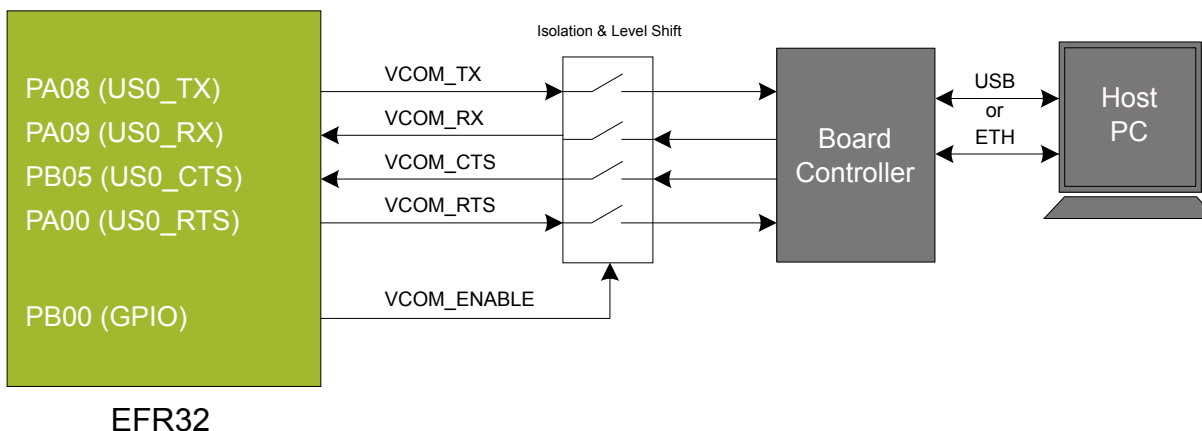 Isolation & Level Shift
PA08 (US0_TX)
VCOM_TX
PA09 (US0_RX)
VCOM_RX
PB05 (US0_CTS)
VCOM_CTS
PA00 (US0_RTS)
VCOM_RTS
PB00 (GPIO)
VCOM_ENABLE
Board
Controller
USB
or
ETH
Host
PC
EFR32